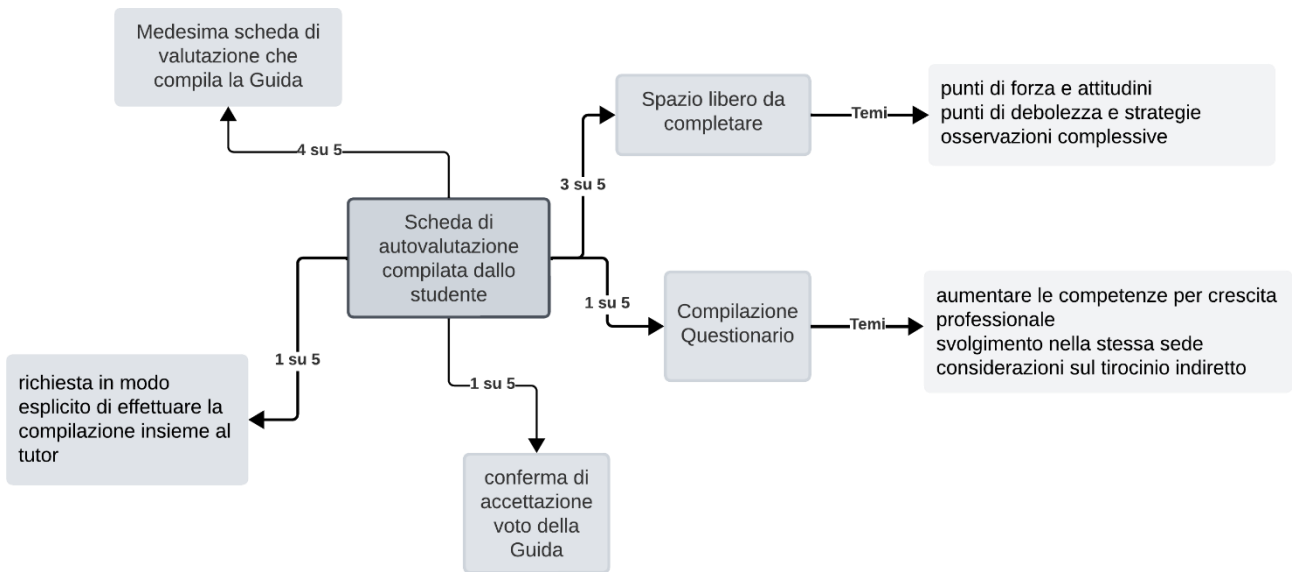 Medesima scheda di
valutazione che
compila la Guida
4 su 5
Spazio libero da
completare
Temi
punti di forza e attitudini
punti di debolezza e strategie
osservazioni complessive
3 su 5
Scheda di
autovalutazione
compilata dallo
studente
1 su 5
Compilazione
Questionario
Temi
aumentare le competenze per crescita
professionale
svolgimento nella stessa sede
considerazioni sul tirocinio indiretto
1 su 5
richiesta in modo
esplicito di effettuare la
compilazione insieme al
tutor
1 su 5
conferma di
accettazione
voto della
Guida